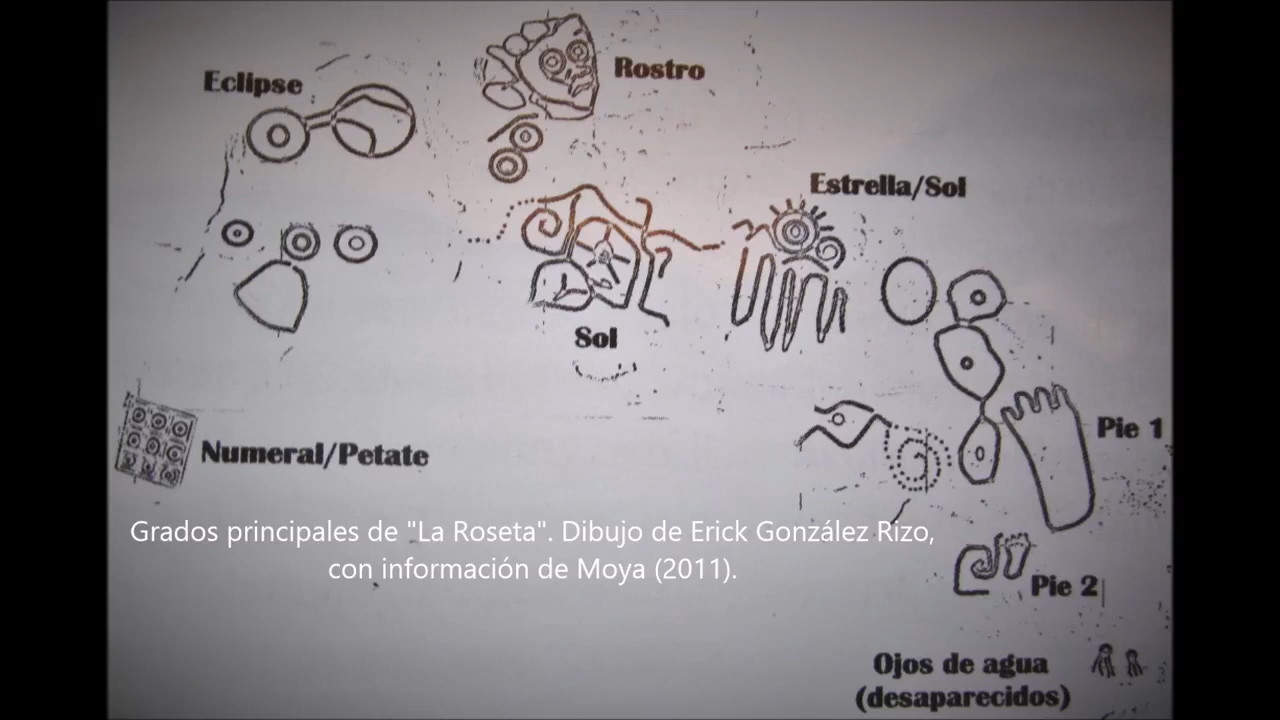 Rostro
Eclipse
Estrella/Sol
Sol
Pie 1
Numeral/Petate
Grados principales de "La Roseta". Dibujo de Erick González Rizo,
con información de Moya (2011).
Pie 2
Ojos de agua
(desaparecidos)